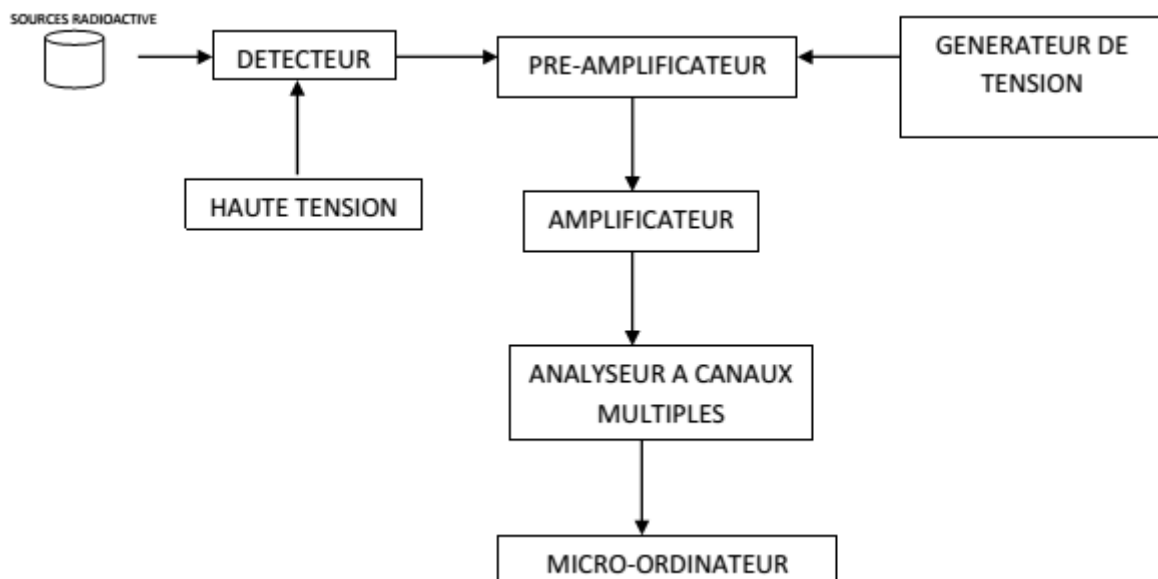 SOURCES RADIOACTIVE
DETECTEUR
PRE-AMPLIFICATEUR
GENERATEUR DE
TENSION
HAUTE TENSION
AMPLIFICATEUR
ANALYSEUR A CANAUX
MULTIPLES
MICRO-ORDINATEUR